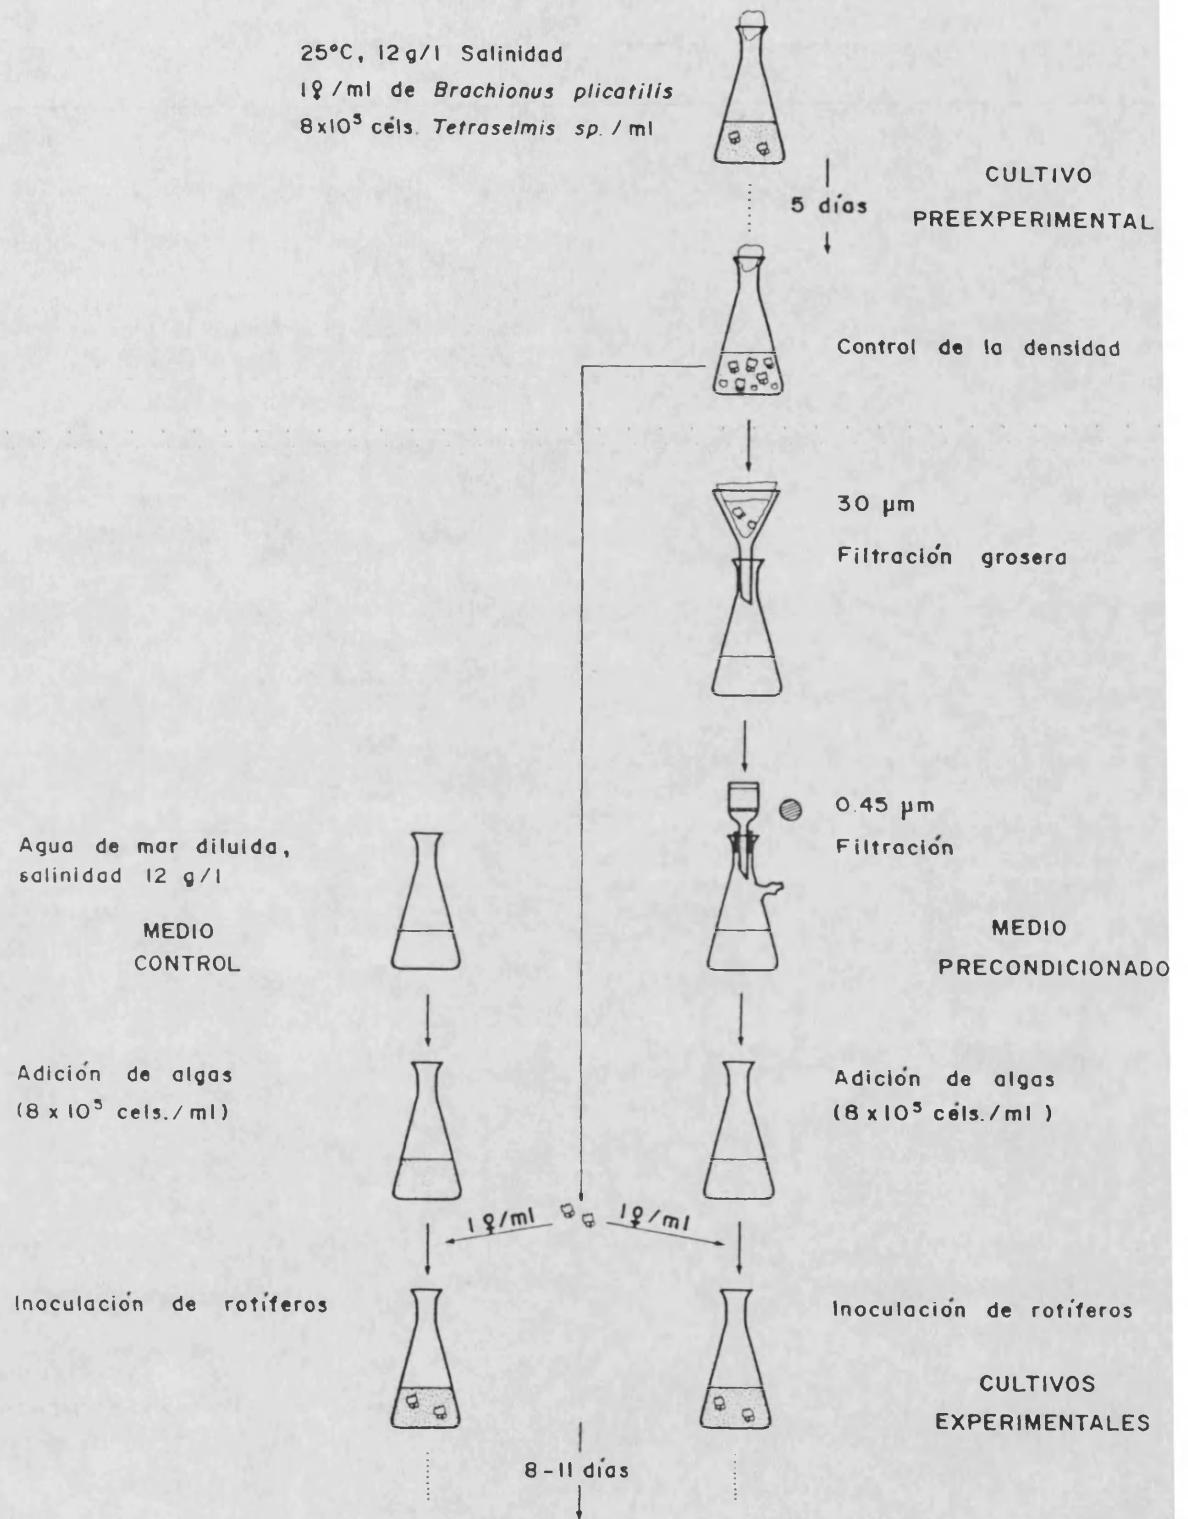 25°C, 12 g/l Salinidad
1♀/ml de Brachionus plicatilis
8x10⁵ céls. Tetraselmis sp. / ml
5 días
CULTIVO
PREEXPERIMENTAL
Control de la densidad
30 µm
Filtración grosera
0.45 µm
Filtración
Agua de mar diluida,
salinidad 12 g/l
MEDIO
CONTROL
MEDIO
PRECONDICIONADO
Adición de algas
(8 x 10⁵ cels./ml)
Adición de algas
(8 x 10⁵ céls./ml )
1 ♀/ml
1♀/ml
Inoculación de rotíferos
Inoculación de rotíferos
CULTIVOS
EXPERIMENTALES
8-11 días